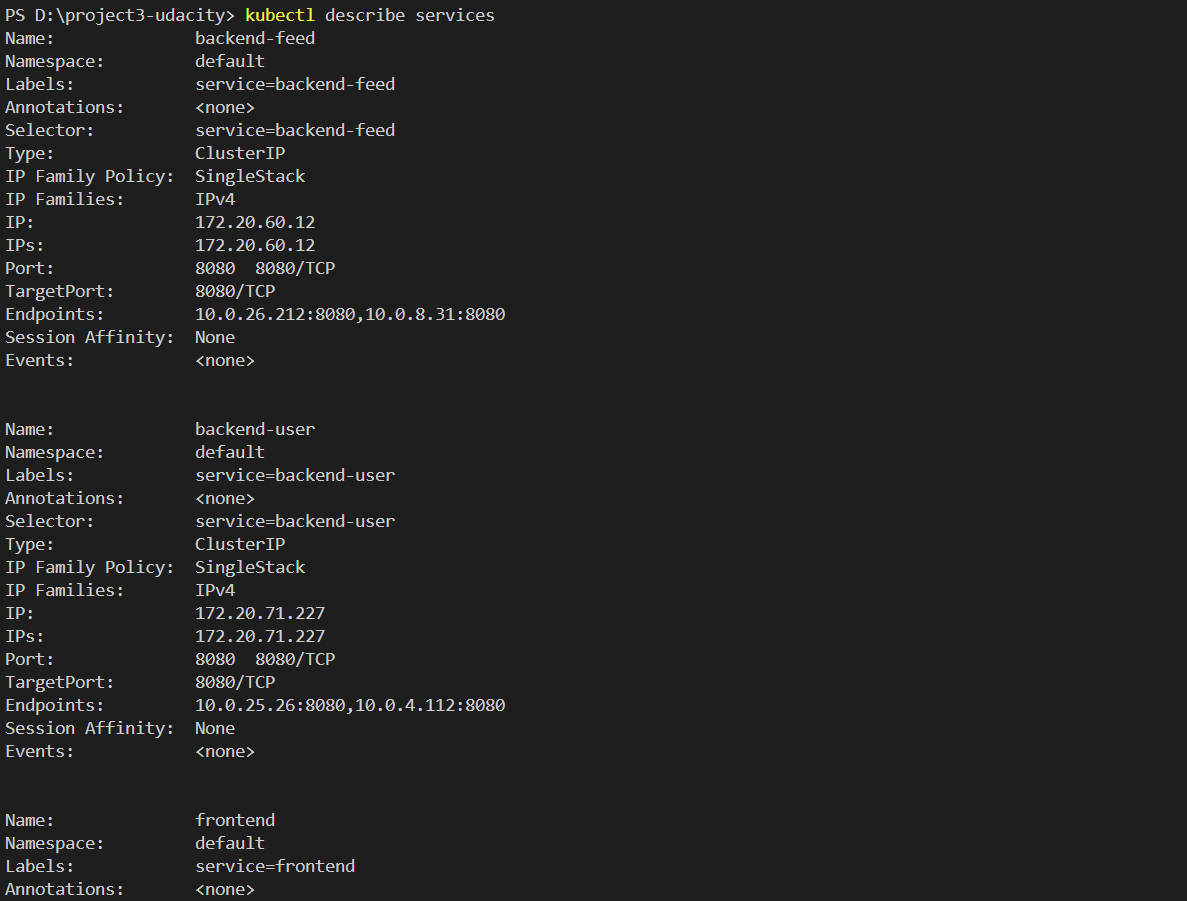 PS D:\project3-udacity> kubectl describe services
Name:              backend-feed
Namespace:         default
Labels:            service=backend-feed
Annotations:       <none>
Selector:          service=backend-feed
Type:              ClusterIP
IP Family Policy:  SingleStack
IP Families:       IPv4
IP:                172.20.60.12
IPs:               172.20.60.12
Port:              8080  8080/TCP
TargetPort:        8080/TCP
Endpoints:         10.0.26.212:8080,10.0.8.31:8080
Session Affinity:  None
Events:            <none>
Name:              backend-user
Namespace:         default
Labels:            service=backend-user
Annotations:       <none>
Selector:          service=backend-user
Type:              ClusterIP
IP Family Policy:  SingleStack
IP Families:       IPv4
IP:                172.20.71.227
IPs:               172.20.71.227
Port:              8080  8080/TCP
TargetPort:        8080/TCP
Endpoints:         10.0.25.26:8080,10.0.4.112:8080
Session Affinity:  None
Events:            <none>
Name:              frontend
Namespace:         default
Labels:            service=frontend
Annotations:       <none>